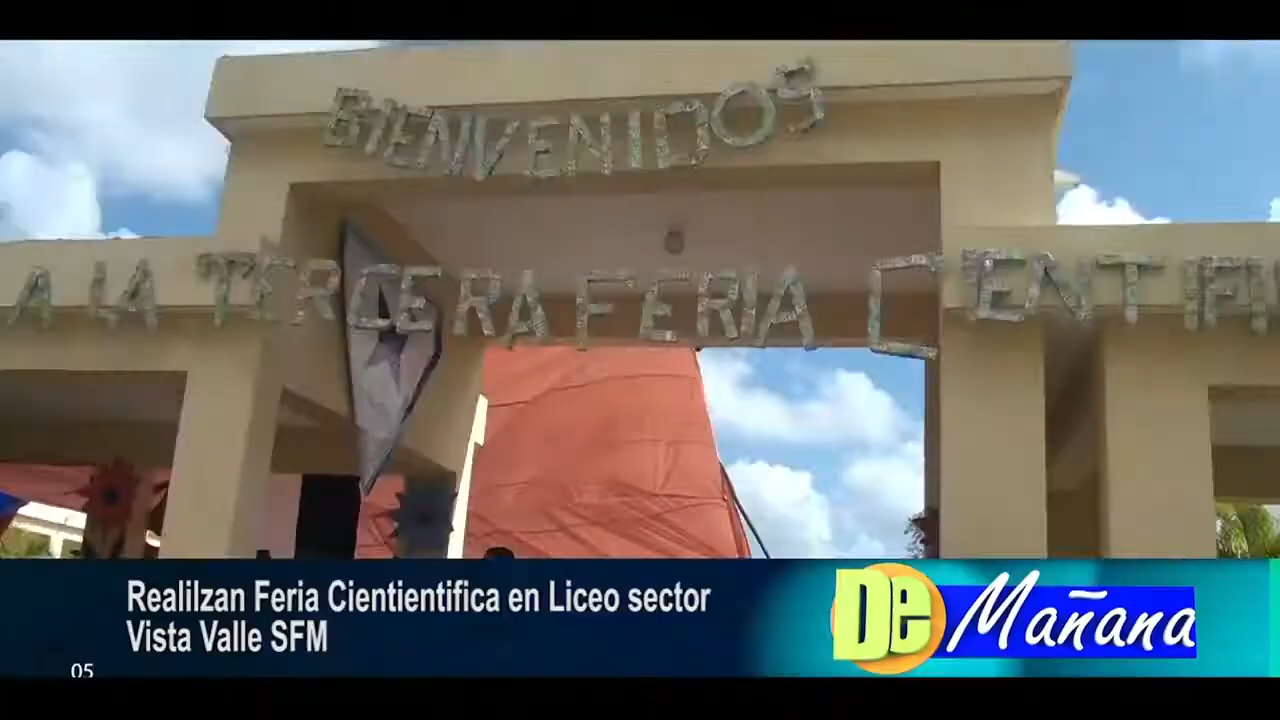 BIENVENIDOS
A LA TERCERA FERIA CIENTIFI
Realilzan Feria Cientientifica en Liceo sector
Vista Valle SFM
De Mañana
05